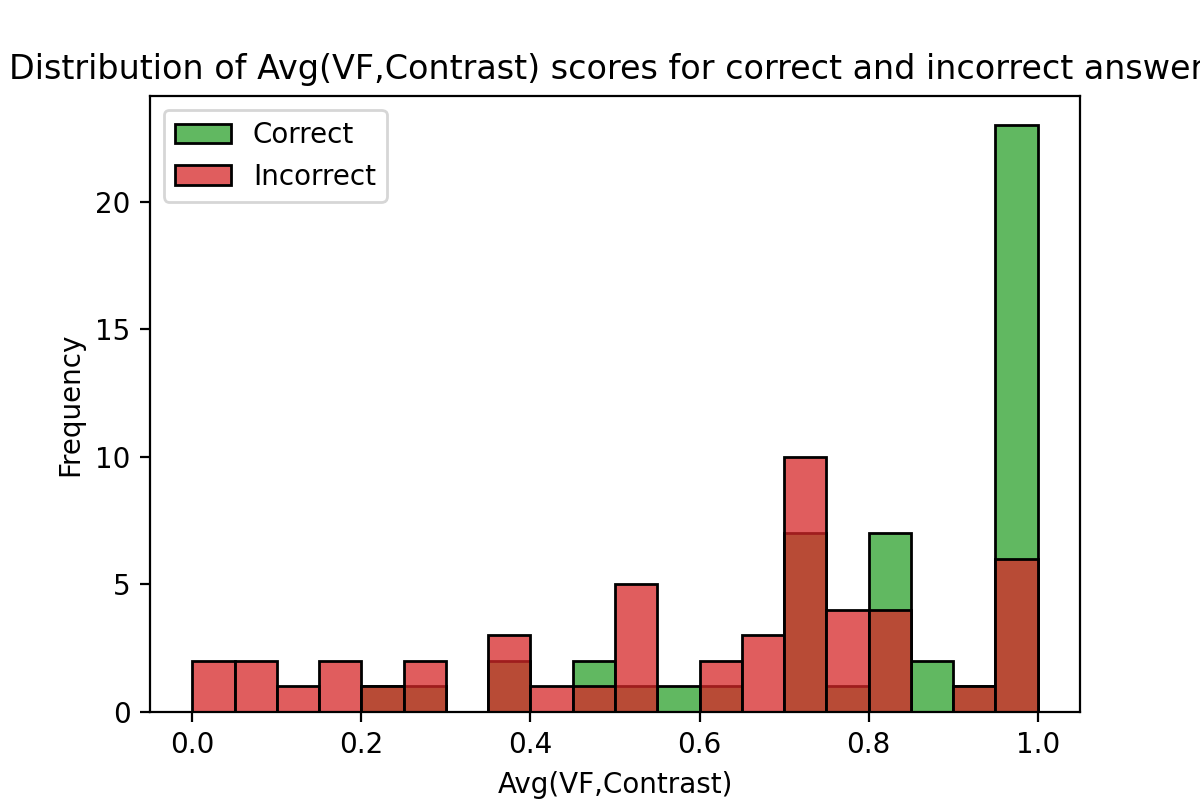 Distribution of Avg(VF,Contrast) scores for correct and incorrect answer
Correct
Incorrect
Frequency
20
15
10
5
0
0.0 0.2 0.4 0.6 0.8 1.0
Avg(VF,Contrast)